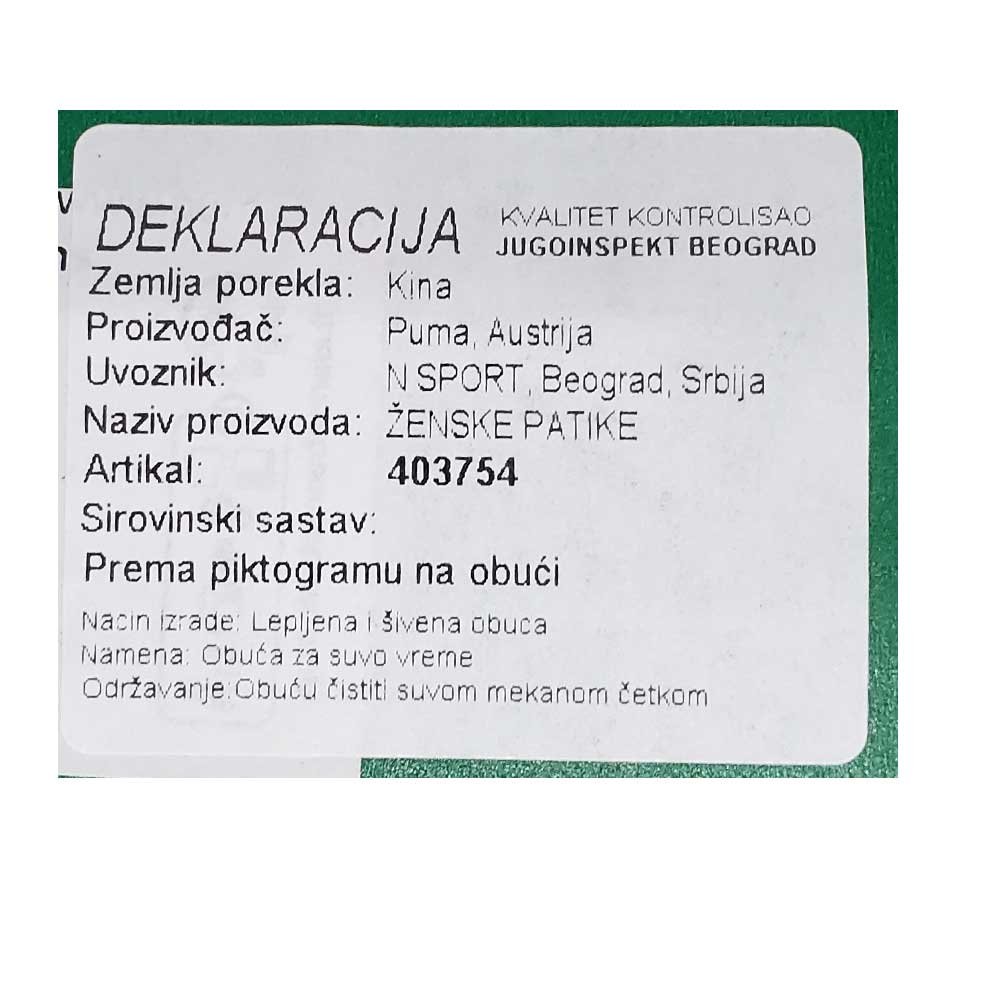 DEKLARACIJA
KVALITET KONTROLISAO
JUGOINSPEKT BEOGRAD
Zemlja porekla: Kina
Proizvođač: Puma, Austrija
Uvoznik: N SPORT, Beograd, Srbija
Naziv proizvoda: ŽENSKE PATIKE
Artikal: 403754
Sirovinski sastav:
Prema piktogramu na obući
Nacin izrade: Lepljena i šivena obuca
Namena: Obuća za suvo vreme
Održavanje:Obuću čistiti suvom mekanom četkom